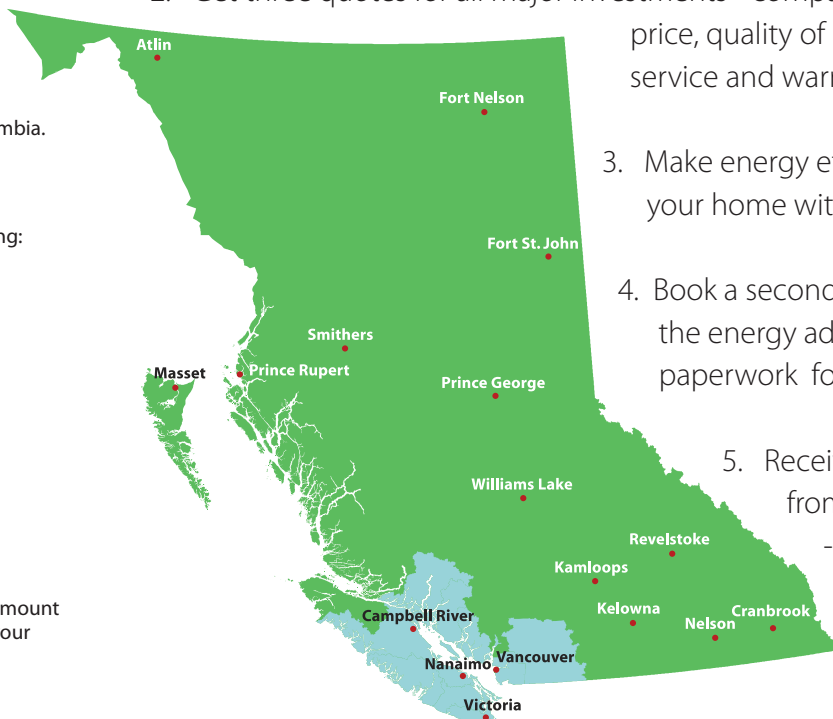 price, quality of
service and warr
mbia.
3. Make energy e
your home wit
ng:
4. Book a second
the energy ad
paperwork fo
5. Recei
from
-
mount
our
Atlin
Fort Nelson
Fort St. John
Smithers
Masset
Prince Rupert
Prince George
Williams Lake
Revelstoke
Kamloops
Kelowna
Nelson
Cranbrook
Campbell River
Nanaimo
Vancouver
Victoria